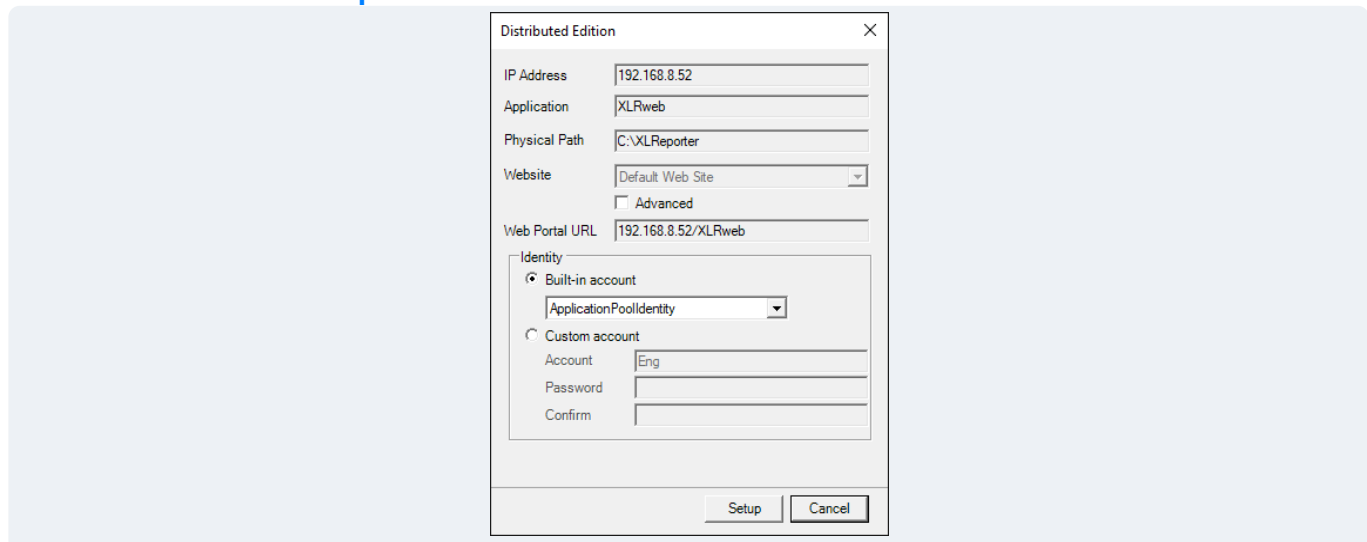 Distributed Edition
IP Address 192.168.8.52
Application XLRweb
Physical Path C:\XLReporter
Website Default Web Site
Advanced
Web Portal URL 192.168.8.52/XLRweb
Identity
Built-in account
ApplicationPoolIdentity
Custom account
Account Eng
Password
Confirm
Setup Cancel